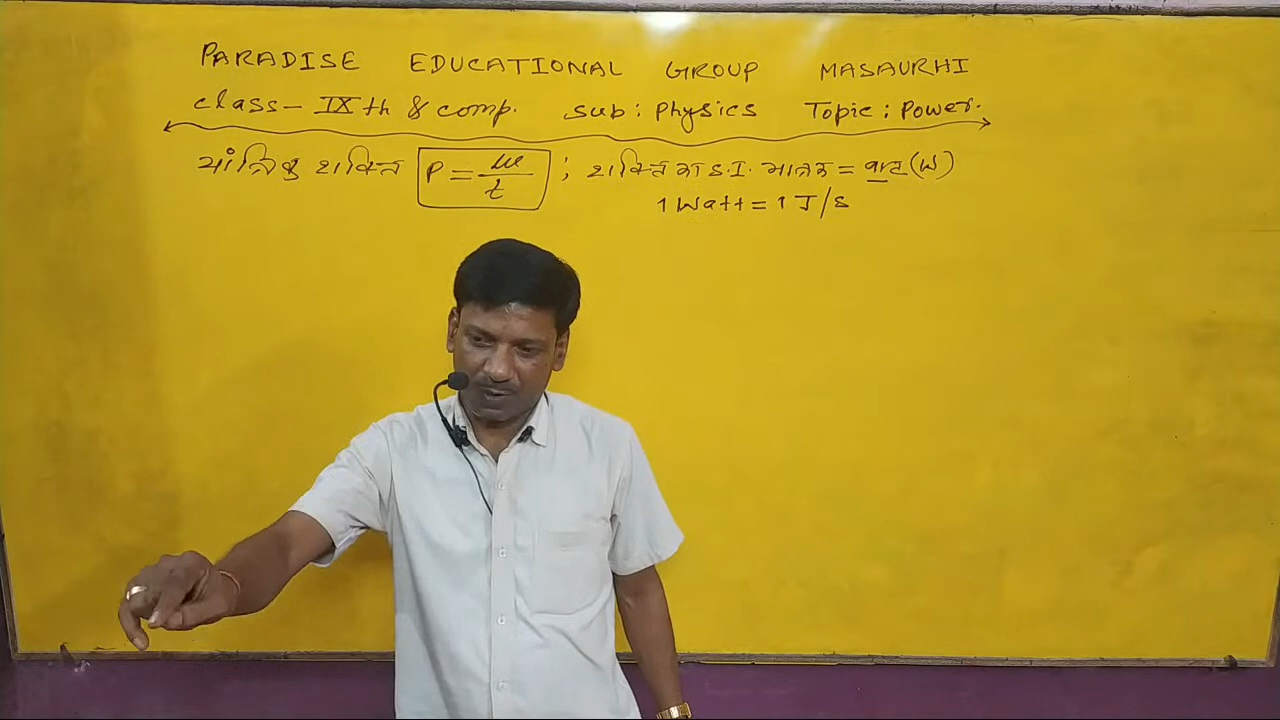 PARADISE EDUCATIONAL GROUP MASAURHI
class- IXth & comp. sub: Physics Topic: Power.
यांत्रिक शक्ति P = w/t ; शक्ति का S.I. मात्रक = वाट (W)
1 Watt = 1 J/s